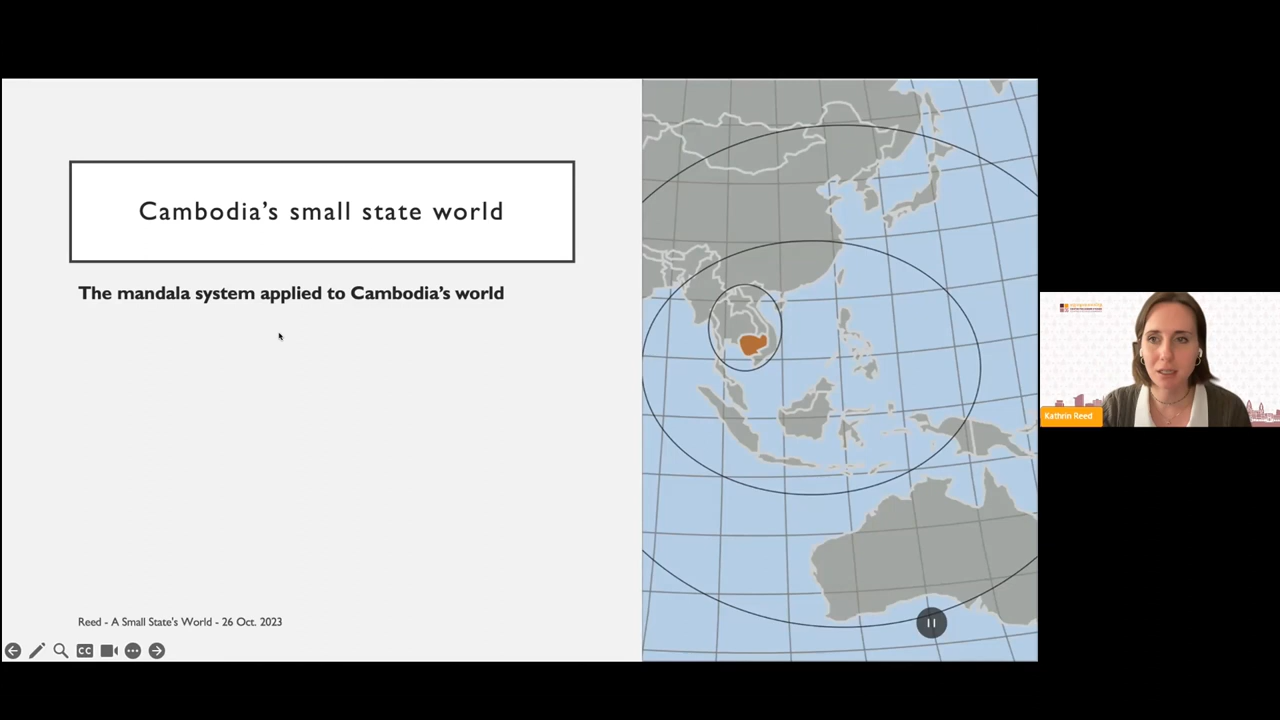 Cambodia’s small state world
The mandala system applied to Cambodia’s world
Reed - A Small State's World - 26 Oct. 2023
CC
Kathrin Reed